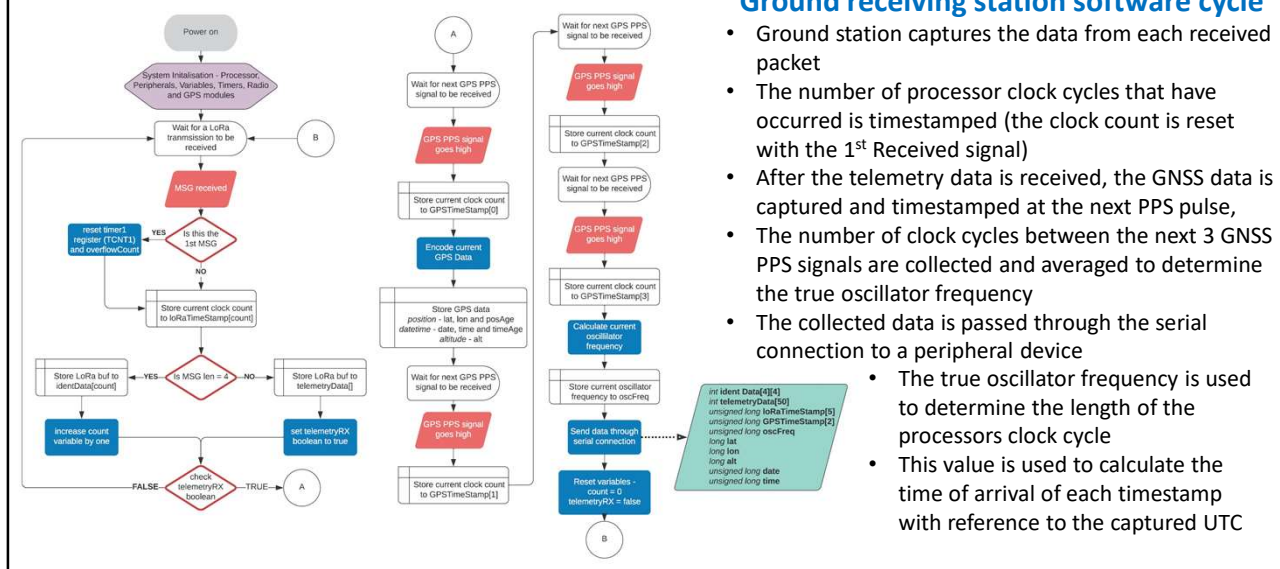 Ground receiving station software cycle
Power on
System Initalisation - Processor,
Peripherals, Variables, Timers, Radio
and GPS modules
Wait for a LoRa
tranmsission to be
received
B
MSG received
Is this the
1st MSG
YES
reset timer1
register (TCNT1)
and overflowCount
NO
Store current clock count
to loRaTimeStamp[count]
Is MSG len = 4
YES
NO
Store LoRa buf to
identData[count]
Store LoRa buf to
telemetryData[]
increase count
variable by one
set telemetryRX
boolean to true
check
telemetryRX
boolean
FALSE
TRUE
A
A
Wait for next GPS PPS
signal to be received
GPS PPS signal
goes high
Store current clock count
to GPSTimeStamp[0]
Encode current
GPS Data
Store GPS data
position - lat, lon and posAge
datetime - date, time and timeAge
altitude - alt
Wait for next GPS PPS
signal to be received
GPS PPS signal
goes high
Store current clock count
to GPSTimeStamp[1]
Wait for next GPS PPS
signal to be received
GPS PPS signal
goes high
Store current clock count
to GPSTimeStamp[2]
Wait for next GPS PPS
signal to be received
GPS PPS signal
goes high
Store current clock count
to GPSTimeStamp[3]
Calculate current
oscillilator
frequency
Store current oscillator
frequency to oscFreq
Send data through
serial connection
Reset variables -
count = 0
telemetryRX = false
B
int ident Data[4][4]
int telemetryData[50]
unsigned long loRaTimeStamp[5]
unsigned long GPSTimeStamp[2]
unsigned long oscFreq
long lat
long lon
long alt
unsigned long date
unsigned long time
• Ground station captures the data from each received
packet
• The number of processor clock cycles that have
occurred is timestamped (the clock count is reset
with the 1st Received signal)
• After the telemetry data is received, the GNSS data is
captured and timestamped at the next PPS pulse,
• The number of clock cycles between the next 3 GNSS
PPS signals are collected and averaged to determine
the true oscillator frequency
• The collected data is passed through the serial
connection to a peripheral device
• The true oscillator frequency is used
to determine the length of the
processors clock cycle
• This value is used to calculate the
time of arrival of each timestamp
with reference to the captured UTC